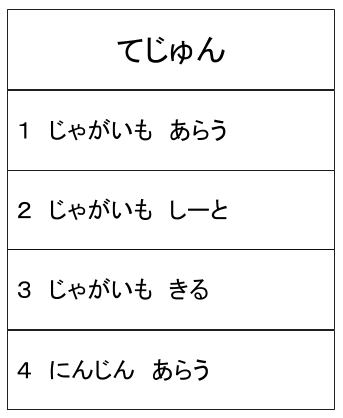 てじゅん
１　じゃがいも　あらう
２　じゃがいも　しーと
３　じゃがいも　きる
４　にんじん　あらう